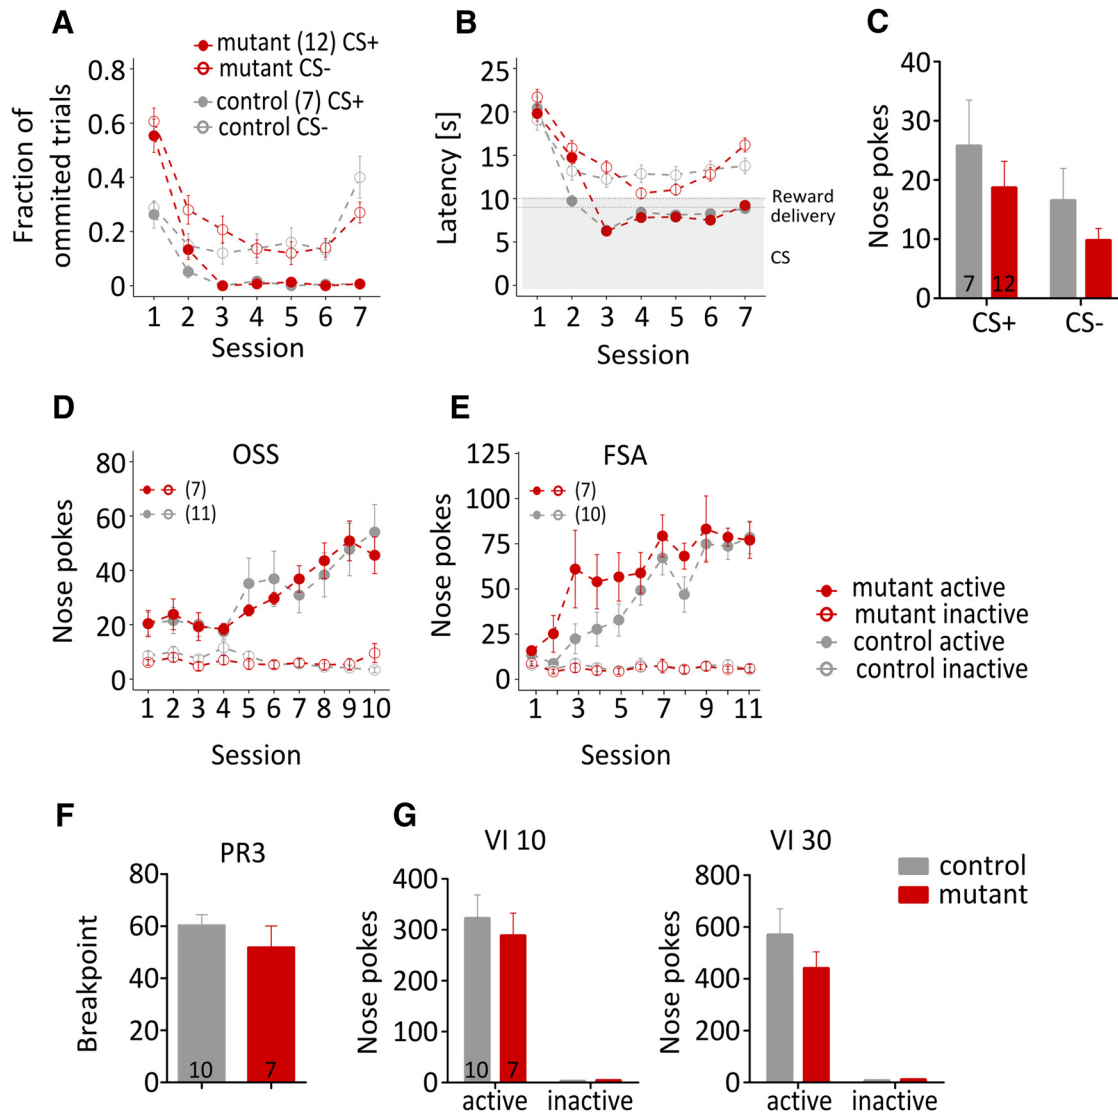 A
mutant (12) CS+
mutant CS-
control (7) CS+
control CS-
Fraction of
ommited trials
0.8
0.6
0.4
0.2
0
1 2 3 4 5 6 7
Session
B
Latency [s]
25
20
15
10
5
0
Reward
delivery
CS
1 2 3 4 5 6 7
Session
C
Nose pokes
40
30
20
10
0
7 12
CS+ CS-
D
OSS
(7)
(11)
Nose pokes
80
60
40
20
0
1 2 3 4 5 6 7 8 9 10
Session
E
FSA
(7)
(10)
Nose pokes
125
100
75
50
25
0
1 3 5 7 9 11
Session
mutant active
mutant inactive
control active
control inactive
F
PR3
Breakpoint
80
60
40
20
0
10 7
G
VI 10
Nose pokes
400
300
200
100
0
10 7
active inactive
VI 30
Nose pokes
800
600
400
200
0
active inactive
control
mutant